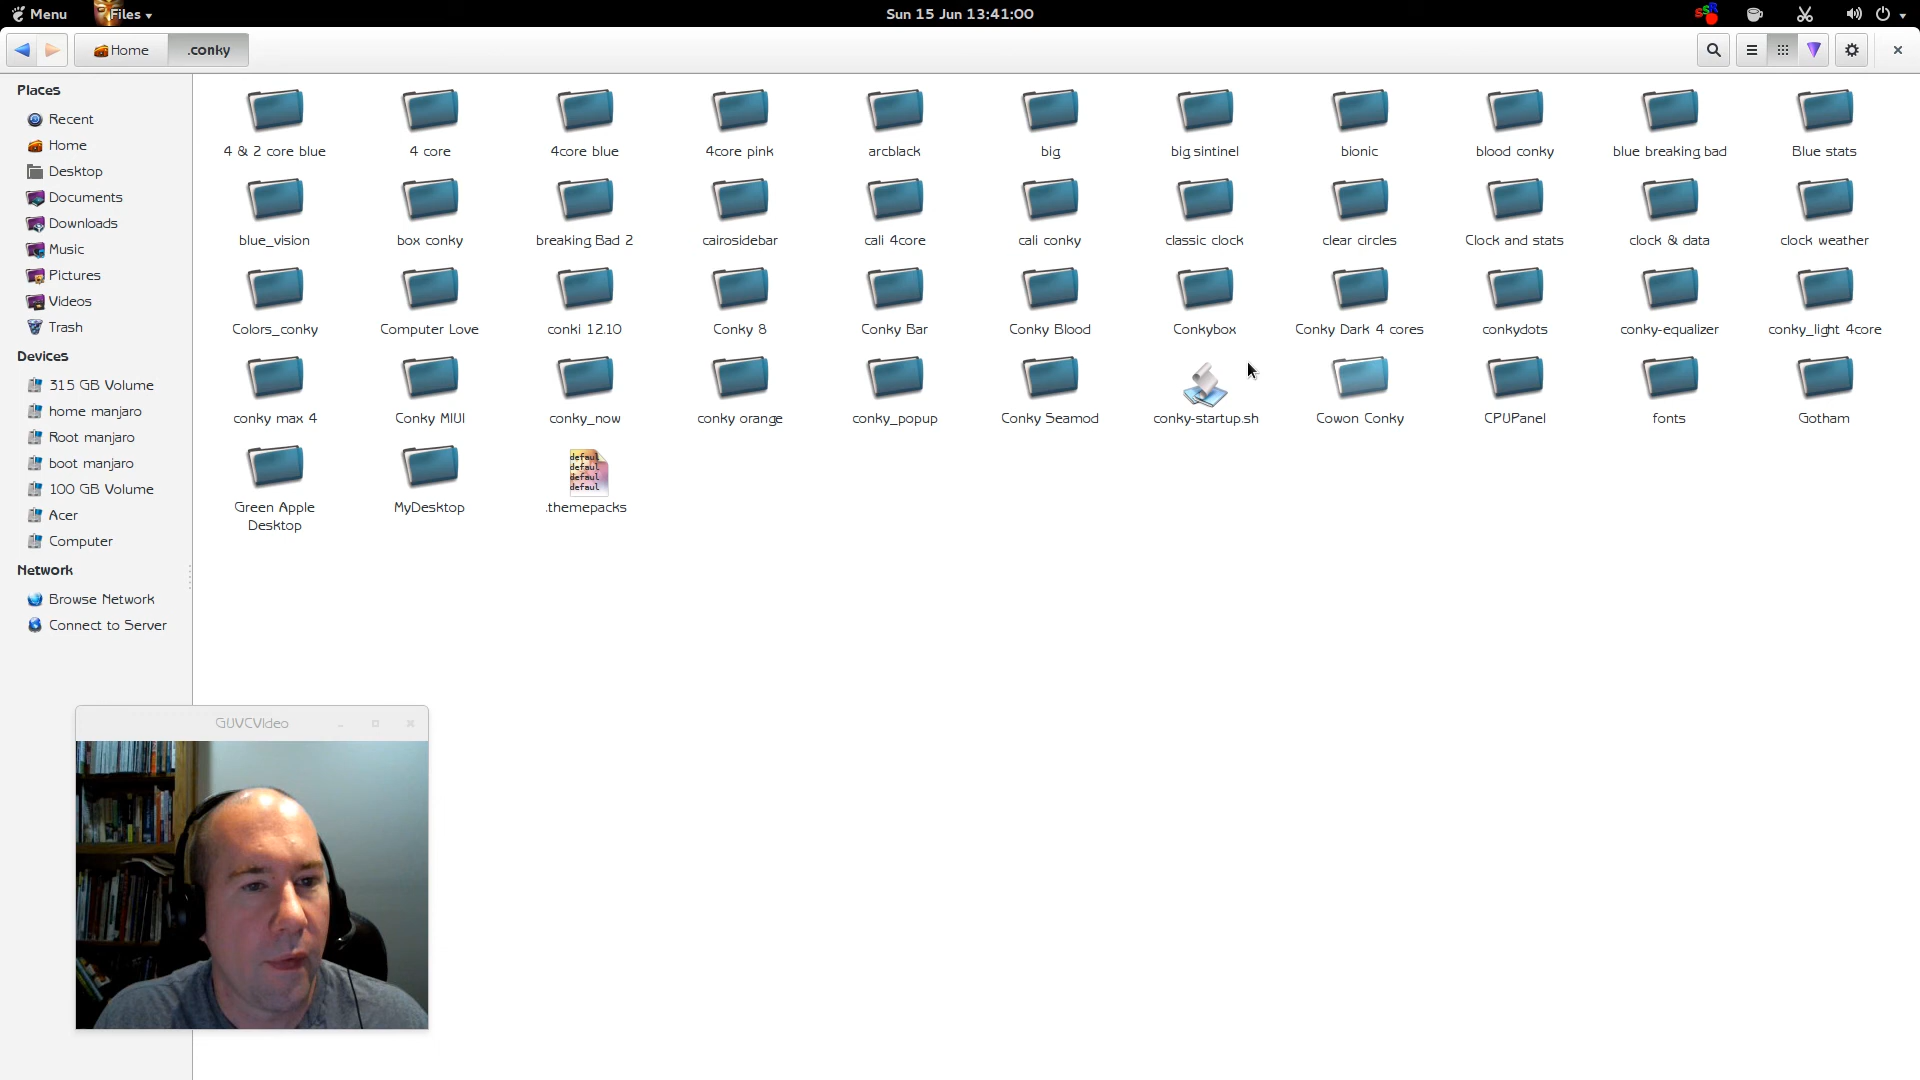 Menu Files Sun 15 Jun 13:41:00 SSR
Home .conky
Places
Recent
Home
Desktop
Documents
Downloads
Music
Pictures
Videos
Trash
Devices
315 GB Volume
home manjaro
Root manjaro
boot manjaro
100 GB Volume
Acer
Computer
Network
Browse Network
Connect to Server
4 & 2 core blue 4 core 4core blue 4core pink arcblack big big sintinel bionic blood conky blue breaking bad Blue stats
blue_vision box conky breaking Bad 2 cairosidebar cali 4core cali conky classic clock clear circles Clock and stats clock & data clock weather
Colors_conky Computer Love conki 12.10 Conky 8 Conky Bar Conky Blood Conkybox Conky Dark 4 cores conkydots conky-equalizer conky_light 4core
conky max 4 Conky MIUI conky_now conky orange conky_popup Conky Seamod conky-startup.sh Cowon Conky CPUPanel fonts Gotham
defaul
defaul
defaul
defaul
Green Apple MyDesktop .themepacks
Desktop
GUVCVideo